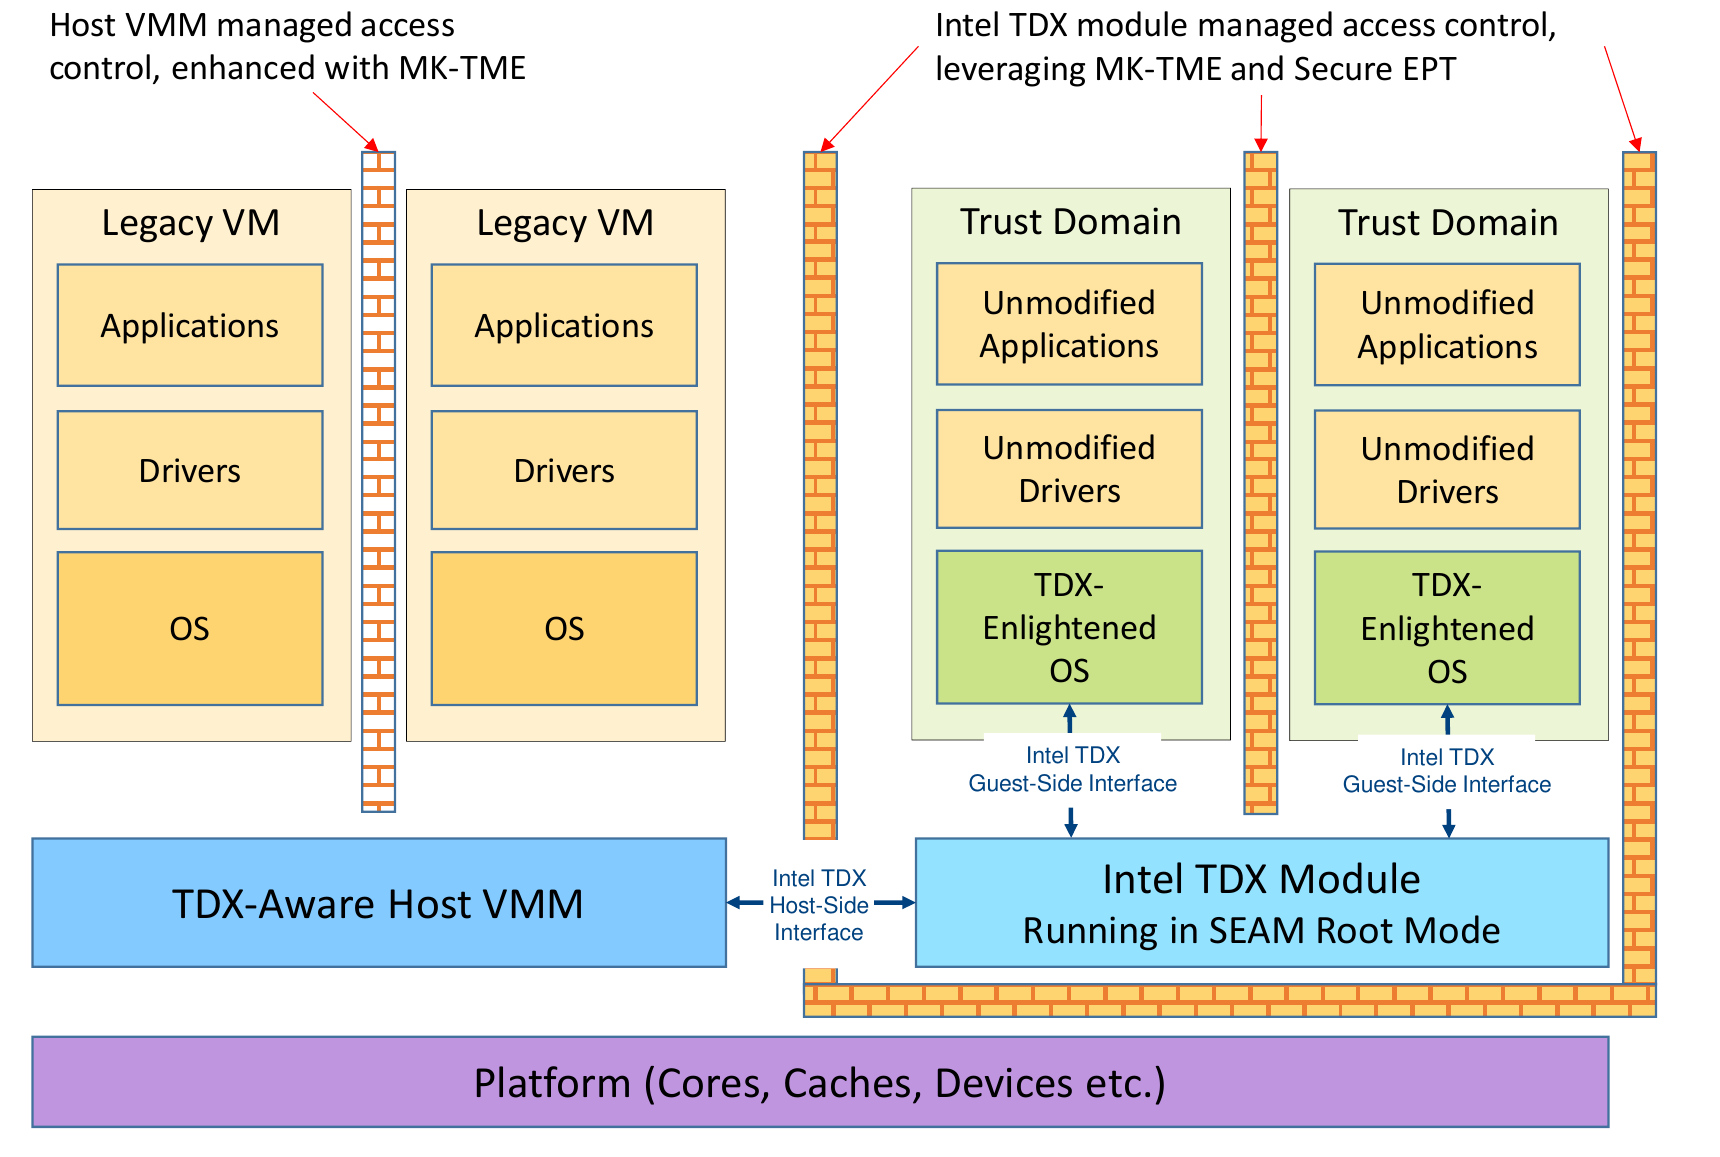 Host VMM managed access
control, enhanced with MK-TME
Intel TDX module managed access control,
leveraging MK-TME and Secure EPT
Legacy VM
Applications
Drivers
OS
Legacy VM
Applications
Drivers
OS
Trust Domain
Unmodified
Applications
Unmodified
Drivers
TDX-
Enlightened
OS
Trust Domain
Unmodified
Applications
Unmodified
Drivers
TDX-
Enlightened
OS
Intel TDX
Guest-Side Interface
Intel TDX
Guest-Side Interface
TDX-Aware Host VMM
Intel TDX
Host-Side
Interface
Intel TDX Module
Running in SEAM Root Mode
Platform (Cores, Caches, Devices etc.)